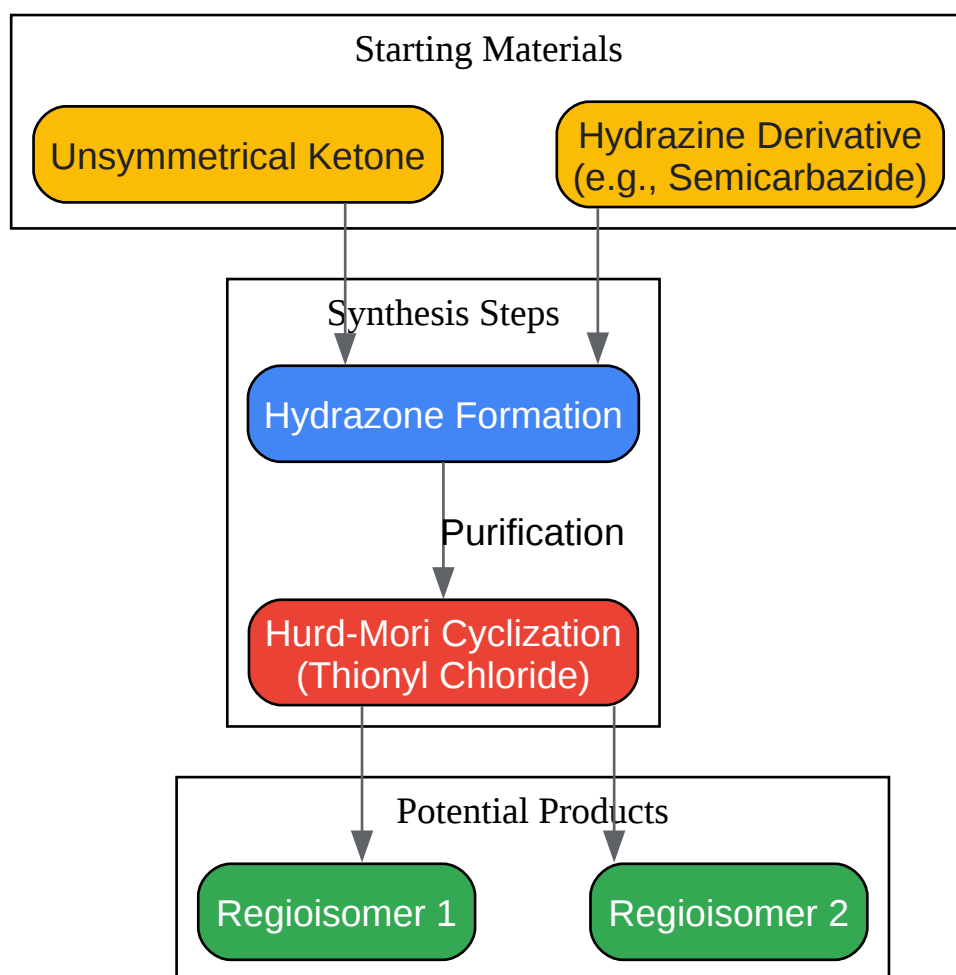 Starting Materials
Unsymmetrical Ketone
Hydrazine Derivative
(e.g., Semicarbazide)
Synthesis Steps
Hydrazone Formation
Purification
Hurd-Mori Cyclization
(Thionyl Chloride)
Potential Products
Regioisomer 1
Regioisomer 2